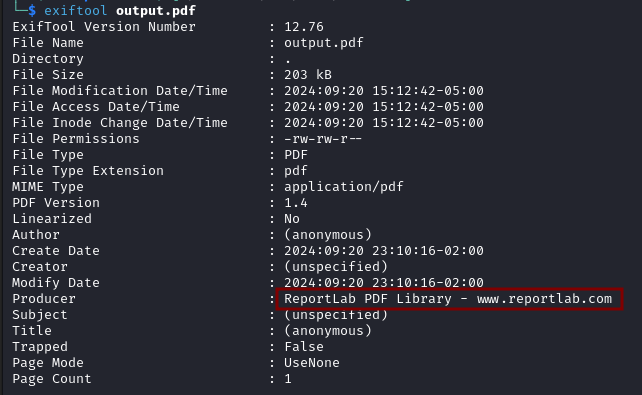 └─$ exiftool output.pdf
ExifTool Version Number : 12.76
File Name : output.pdf
Directory : .
File Size : 203 kB
File Modification Date/Time : 2024:09:20 15:12:42-05:00
File Access Date/Time : 2024:09:20 15:12:42-05:00
File Inode Change Date/Time : 2024:09:20 15:12:42-05:00
File Permissions : -rw-rw-r--
File Type : PDF
File Type Extension : pdf
MIME Type : application/pdf
PDF Version : 1.4
Linearized : No
Author : (anonymous)
Create Date : 2024:09:20 23:10:16-02:00
Creator : (unspecified)
Modify Date : 2024:09:20 23:10:16-02:00
Producer : ReportLab PDF Library - www.reportlab.com
Subject : (unspecified)
Title : (anonymous)
Trapped : False
Page Mode : UseNone
Page Count : 1